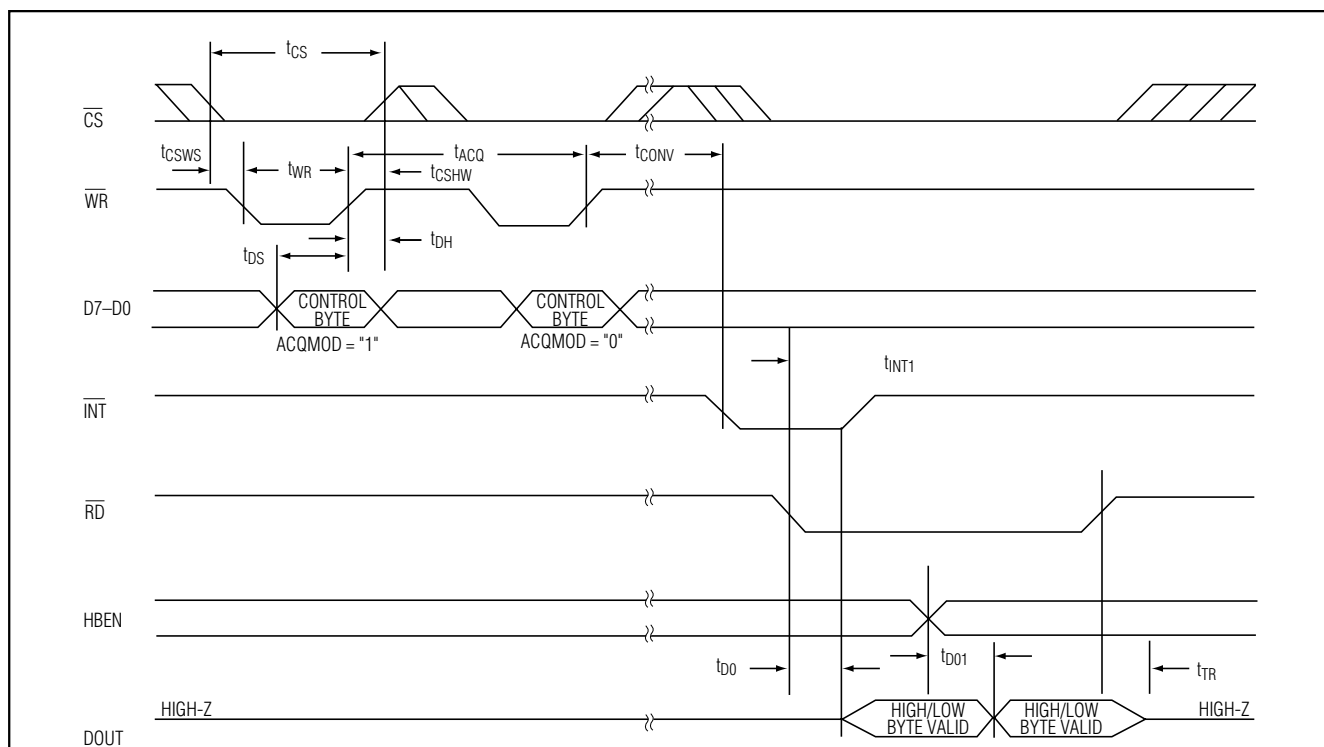 tCS
CS
tCSWS
tWR
tACQ
tCONV
tCSHW
WR
tDH
tDS
D7–D0
CONTROL
BYTE
CONTROL
BYTE
ACQMOD = "1"
ACQMOD = "0"
tINT1
INT
RD
HBEN
tD0
tD01
tTR
HIGH-Z
HIGH/LOW
BYTE VALID
HIGH/LOW
BYTE VALID
HIGH-Z
DOUT